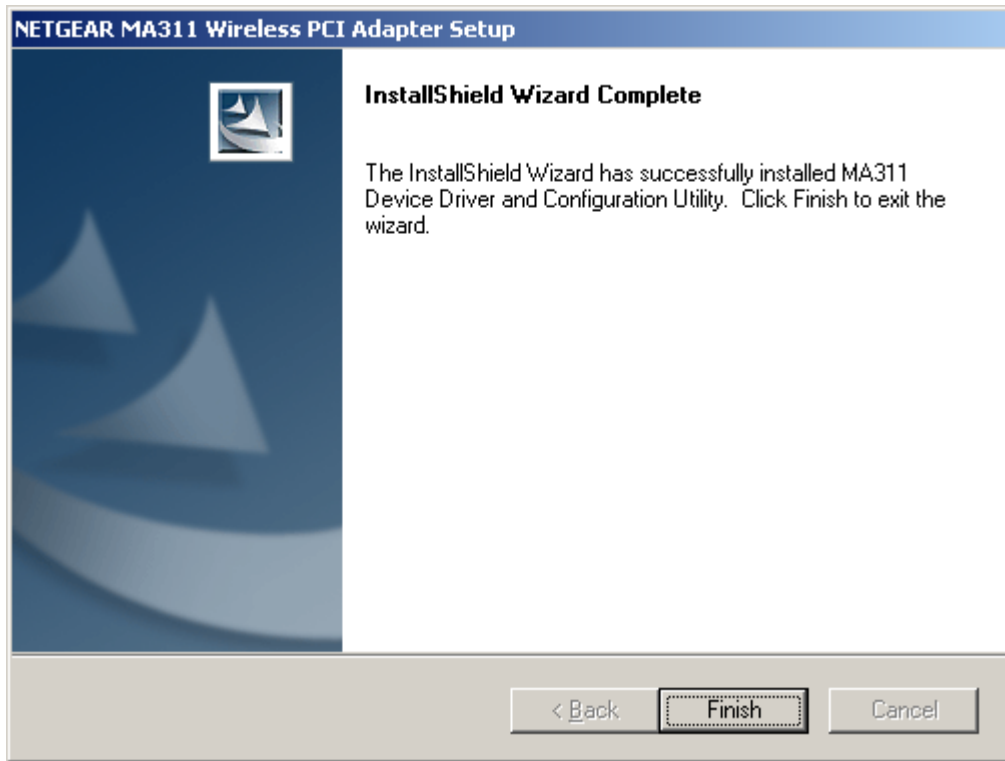 NETGEAR MA311 Wireless PCI Adapter Setup
InstallShield Wizard Complete
The InstallShield Wizard has successfully installed MA311
Device Driver and Configuration Utility.  Click Finish to exit the
wizard.
< Back
Finish
Cancel